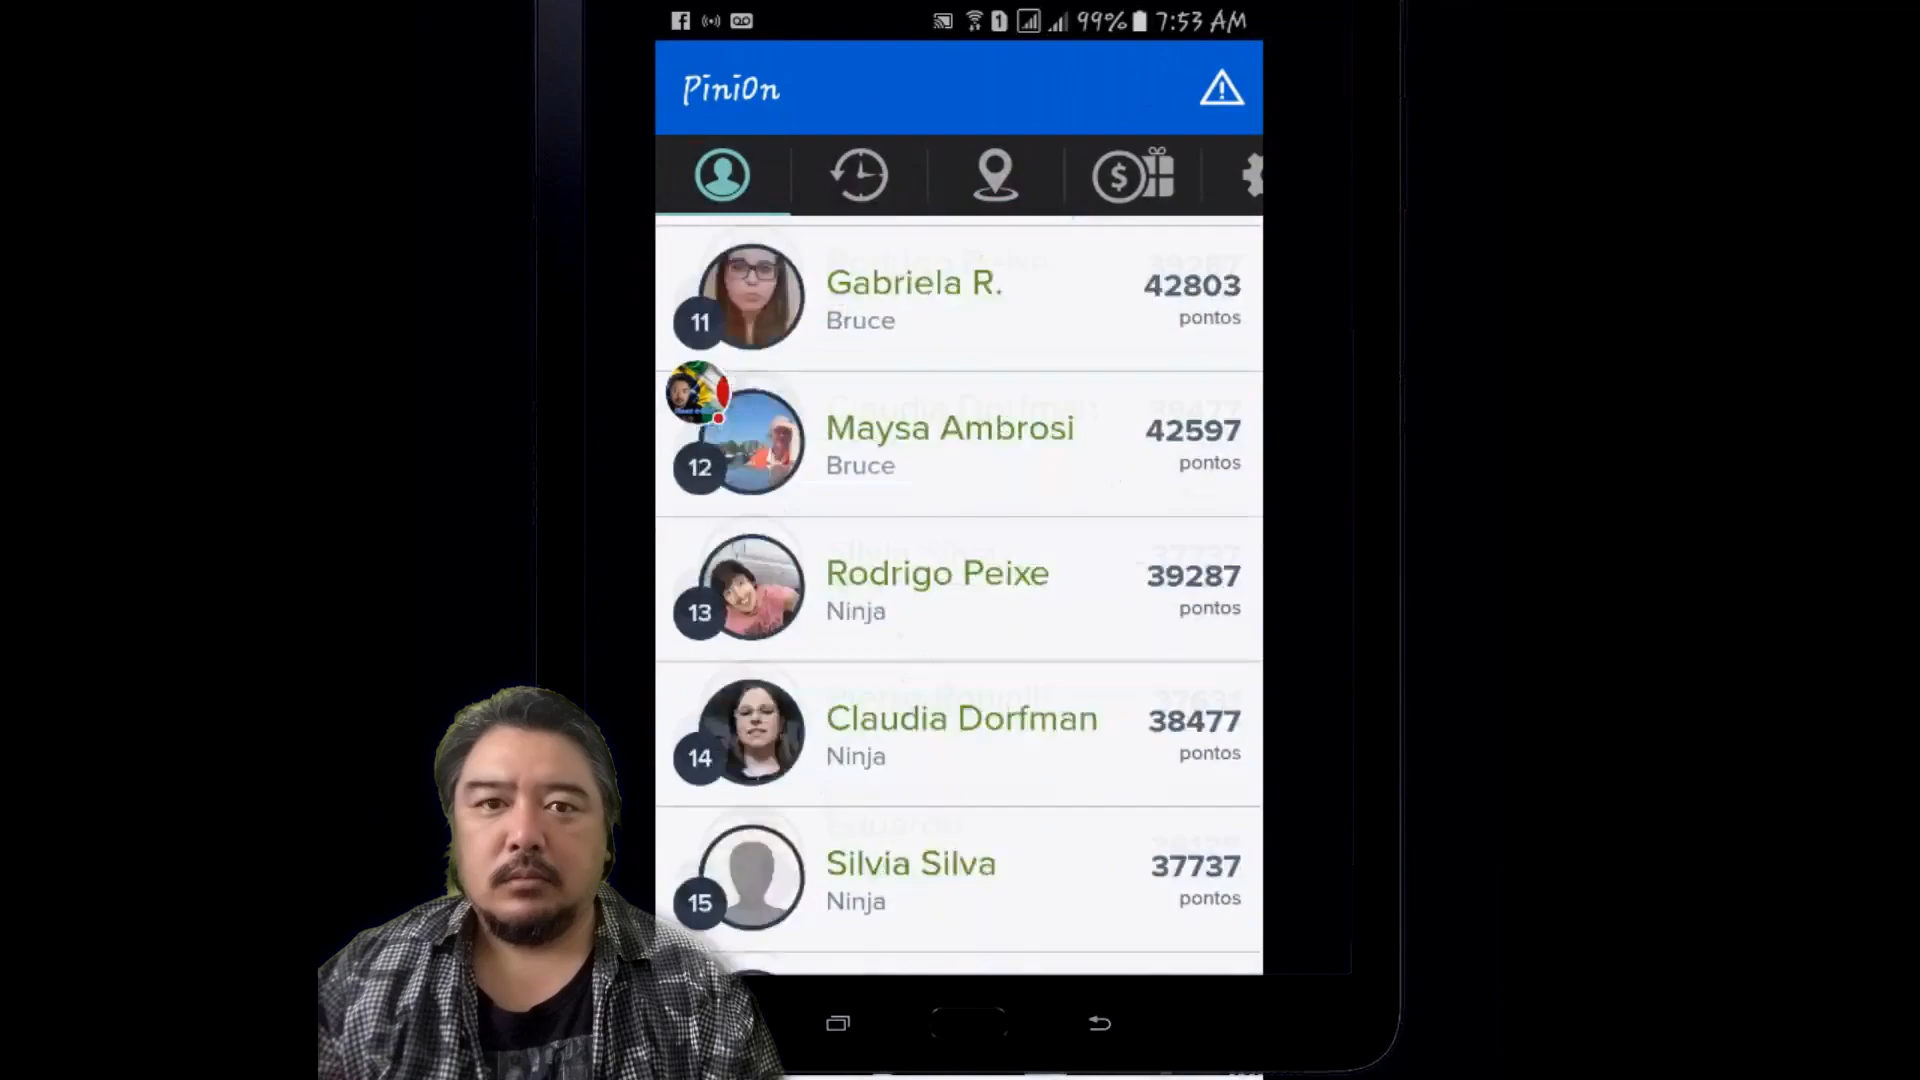 99% 7:53 AM
PiniOn
Gabriela R.
42803
Bruce
pontos
11
Maysa Ambrosi
42597
Bruce
pontos
12
Rodrigo Peixe
39287
Ninja
pontos
13
Claudia Dorfman
38477
Ninja
pontos
14
Silvia Silva
37737
Ninja
pontos
15